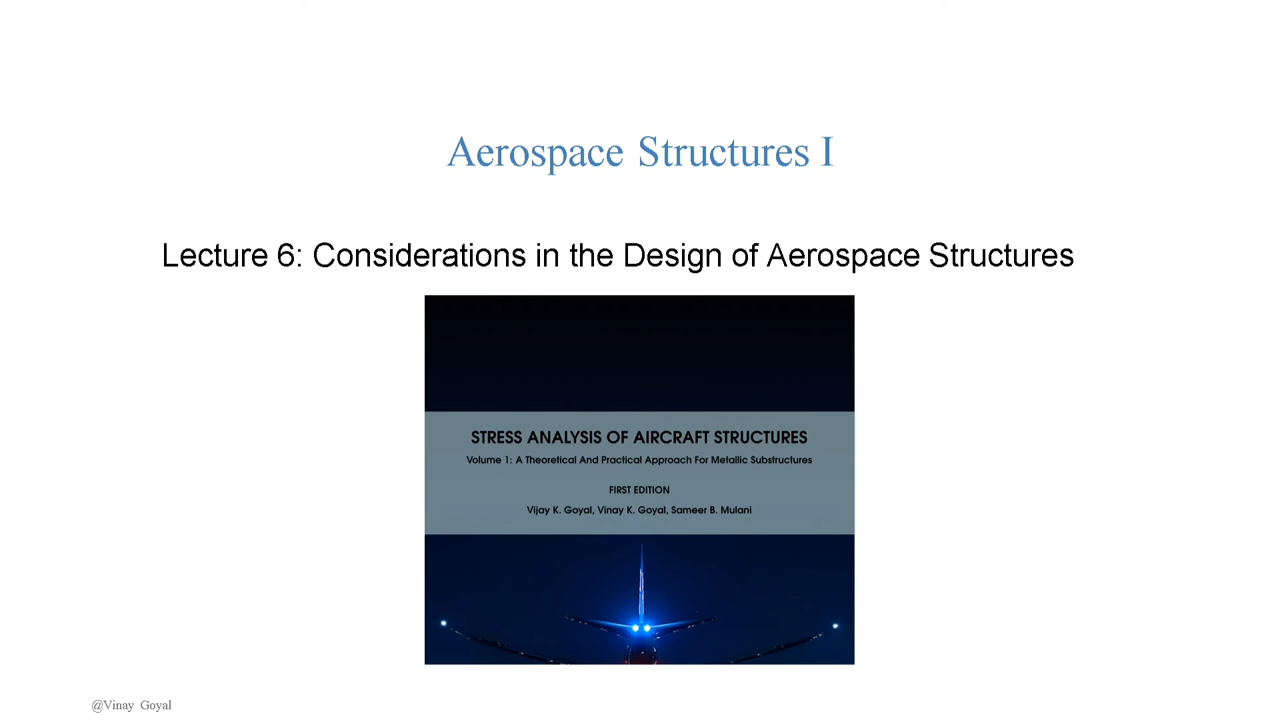 Aerospace Structures I
Lecture 6: Considerations in the Design of Aerospace Structures
STRESS ANALYSIS OF AIRCRAFT STRUCTURES
Volume 1: A Theoretical And Practical Approach For Metallic Substructures
FIRST EDITION
Vijay K. Goyal, Vinay K. Goyal, Sameer B. Mulani
@Vinay Goyal